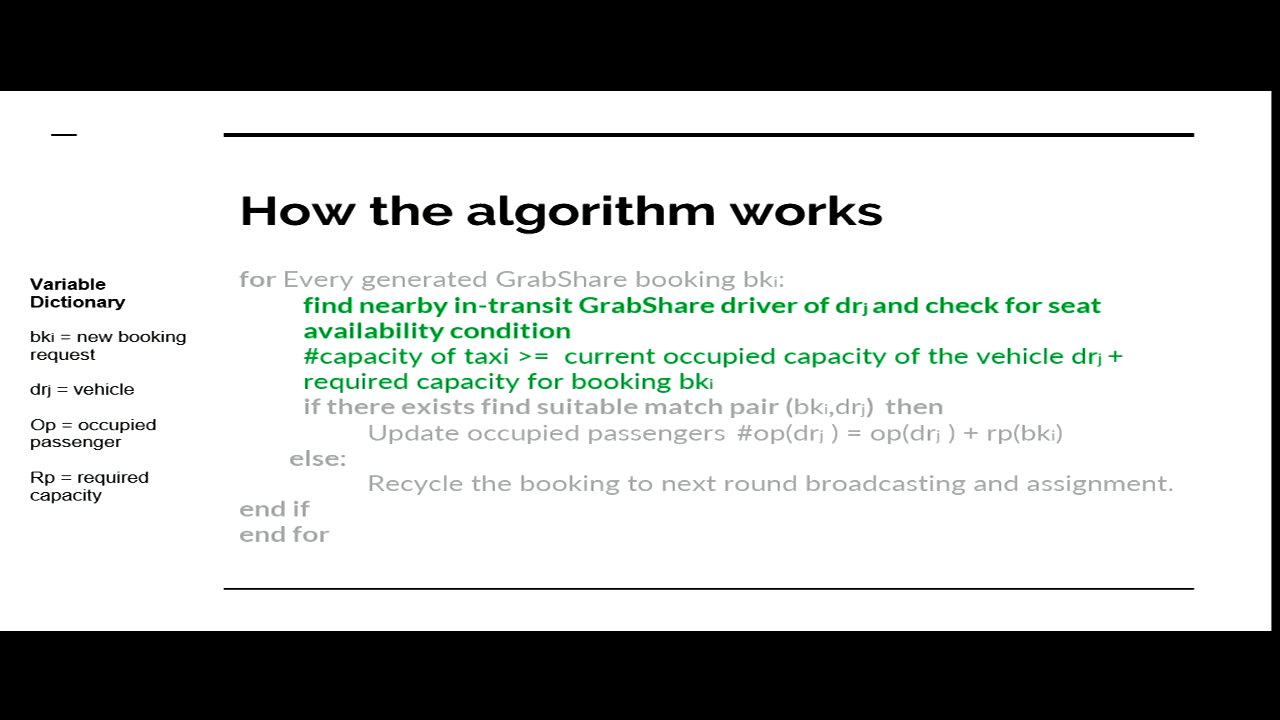 How the algorithm works
Variable
Dictionary
bki = new booking
request
drj = vehicle
Op = occupied
passenger
Rp = required
capacity
for Every generated GrabShare booking bki:
find nearby in-transit GrabShare driver of drj and check for seat
availability condition
#capacity of taxi >= current occupied capacity of the vehicle drj +
required capacity for booking bki
if there exists find suitable match pair (bki,drj) then
Update occupied passengers #op(drj ) = op(drj ) + rp(bki)
else:
Recycle the booking to next round broadcasting and assignment.
end if
end for